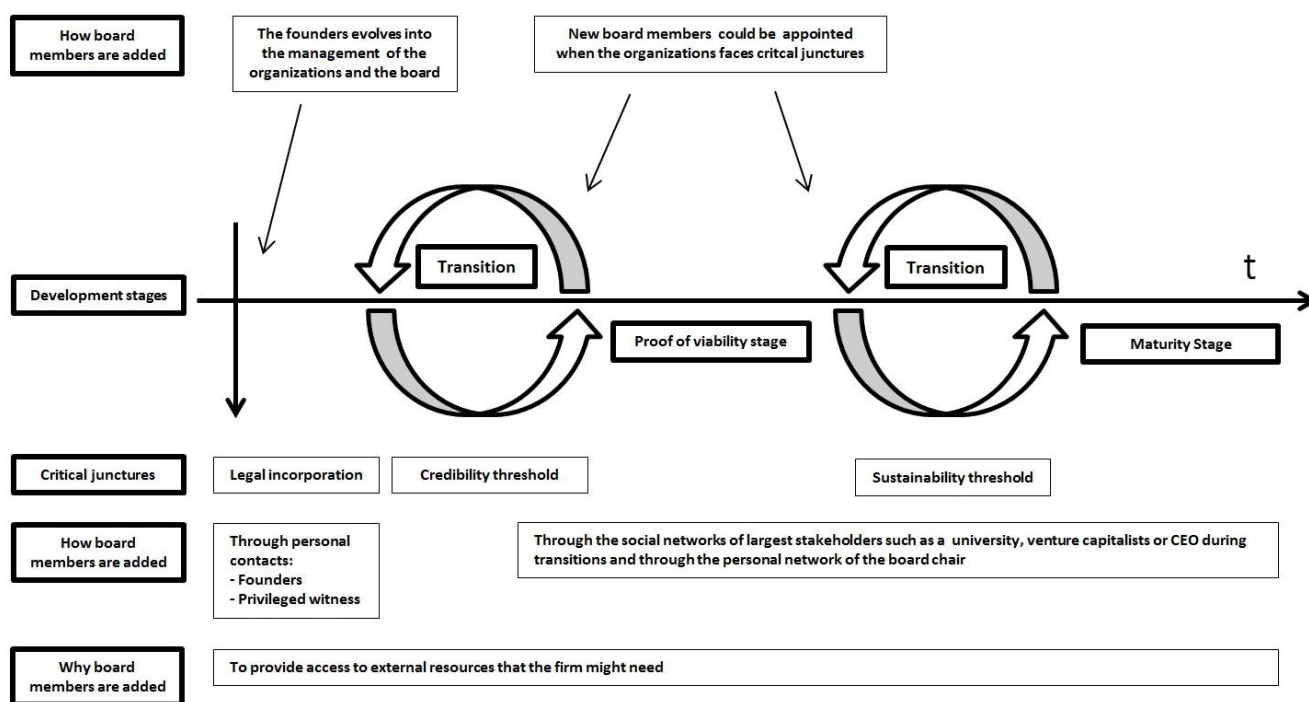 How board
members are added
The founders evolves into
the management of the
organizations and the board
New board members could be appointed
when the organizations faces critcal junctures
Transition
Transition
t
Development stages
Proof of viability stage
Maturity Stage
Critical junctures
Legal incorporation
Credibility threshold
Sustainability threshold
How board
members are added
Through personal
contacts:
- Founders
- Privileged witness
Through the social networks of largest stakeholders such as a university, venture capitalists or CEO during
transitions and through the personal network of the board chair
Why board
members are added
To provide access to external resources that the firm might need